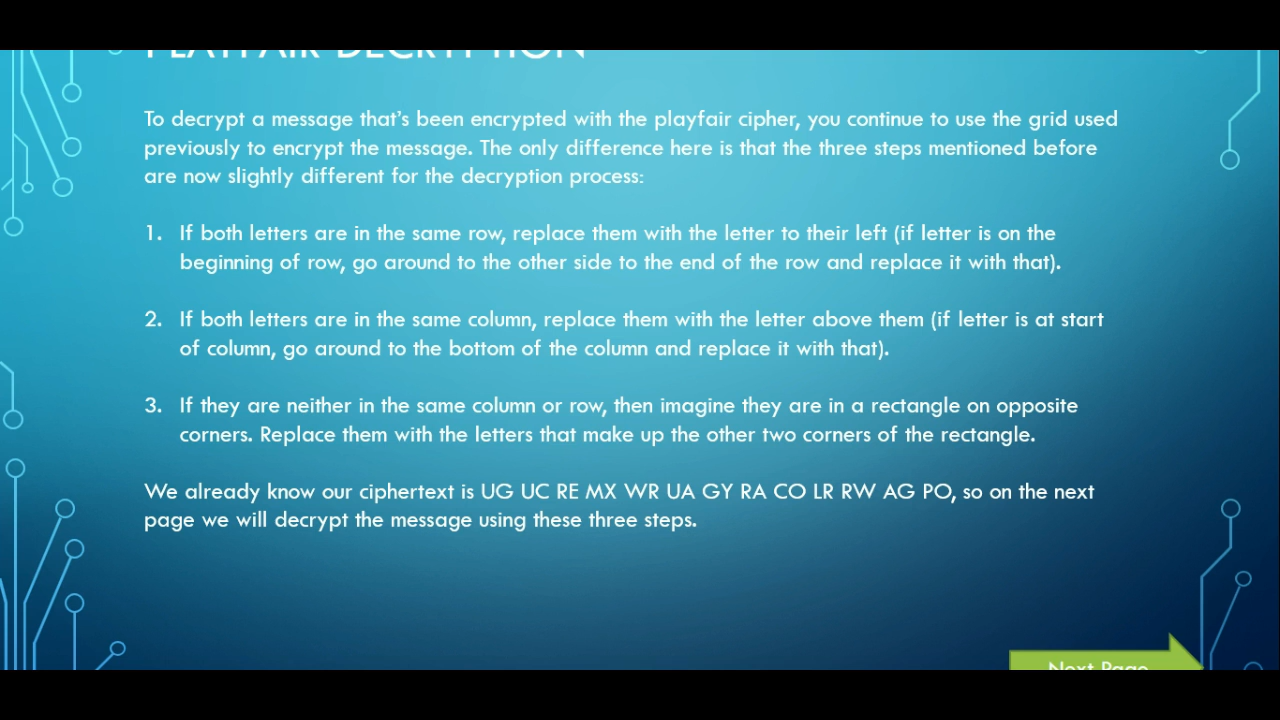 PLAYFAIR DECRYPTION
To decrypt a message that's been encrypted with the playfair cipher, you continue to use the grid used
previously to encrypt the message. The only difference here is that the three steps mentioned before
are now slightly different for the decryption process:
1. If both letters are in the same row, replace them with the letter to their left (if letter is on the
beginning of row, go around to the other side to the end of the row and replace it with that).
2. If both letters are in the same column, replace them with the letter above them (if letter is at start
of column, go around to the bottom of the column and replace it with that).
3. If they are neither in the same column or row, then imagine they are in a rectangle on opposite
corners. Replace them with the letters that make up the other two corners of the rectangle.
We already know our ciphertext is UG UC RE MX WR UA GY RA CO LR RW AG PO, so on the next
page we will decrypt the message using these three steps.
Next Page